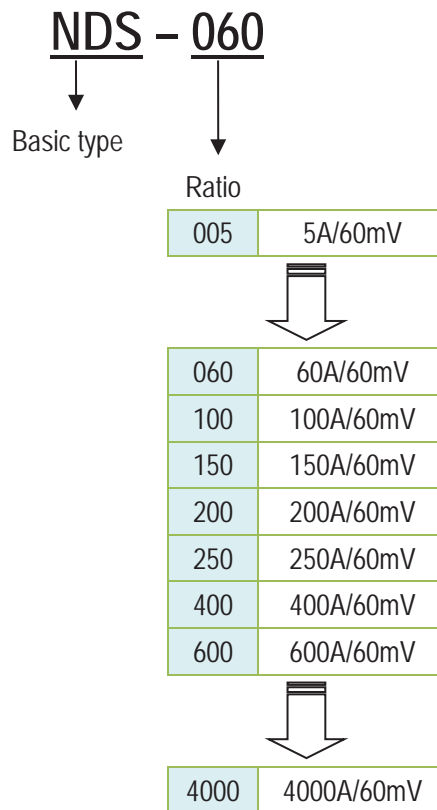 NDS – 060
Basic type
Ratio
005 5A/60mV
060 60A/60mV
100 100A/60mV
150 150A/60mV
200 200A/60mV
250 250A/60mV
400 400A/60mV
600 600A/60mV
4000 4000A/60mV